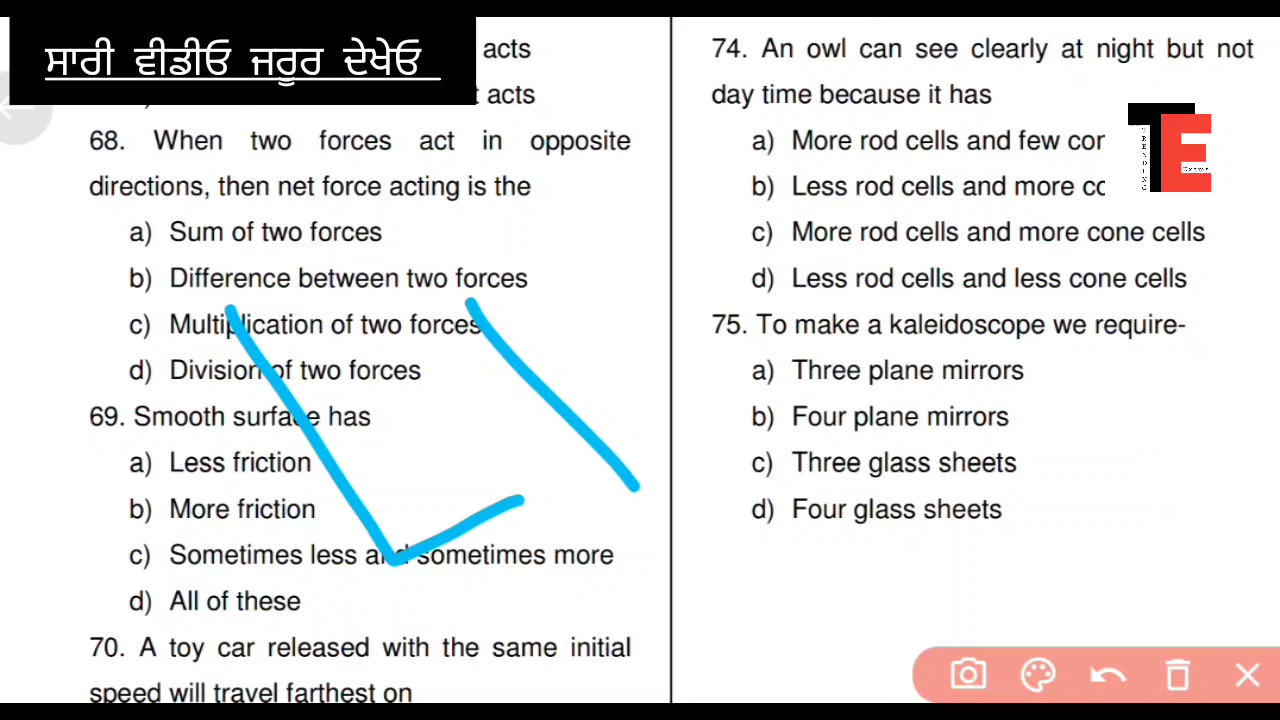 ਸਾਰੀ ਵੀਡੀਓ ਜਰੂਰ ਦੇਖੋਓ
acts
acts
68. When two forces act in opposite
directions, then net force acting is the
a) Sum of two forces
b) Difference between two forces
c) Multiplication of two forces
d) Division of two forces
69. Smooth surface has
a) Less friction
b) More friction
c) Sometimes less and sometimes more
d) All of these
70. A toy car released with the same initial
speed will travel farthest on
74. An owl can see clearly at night but not
day time because it has
a) More rod cells and few
b) Less rod cells and more
c) More rod cells and more cone cells
d) Less rod cells and less cone cells
75. To make a kaleidoscope we require-
a) Three plane mirrors
b) Four plane mirrors
c) Three glass sheets
d) Four glass sheets
TE
TRENDING
Exams